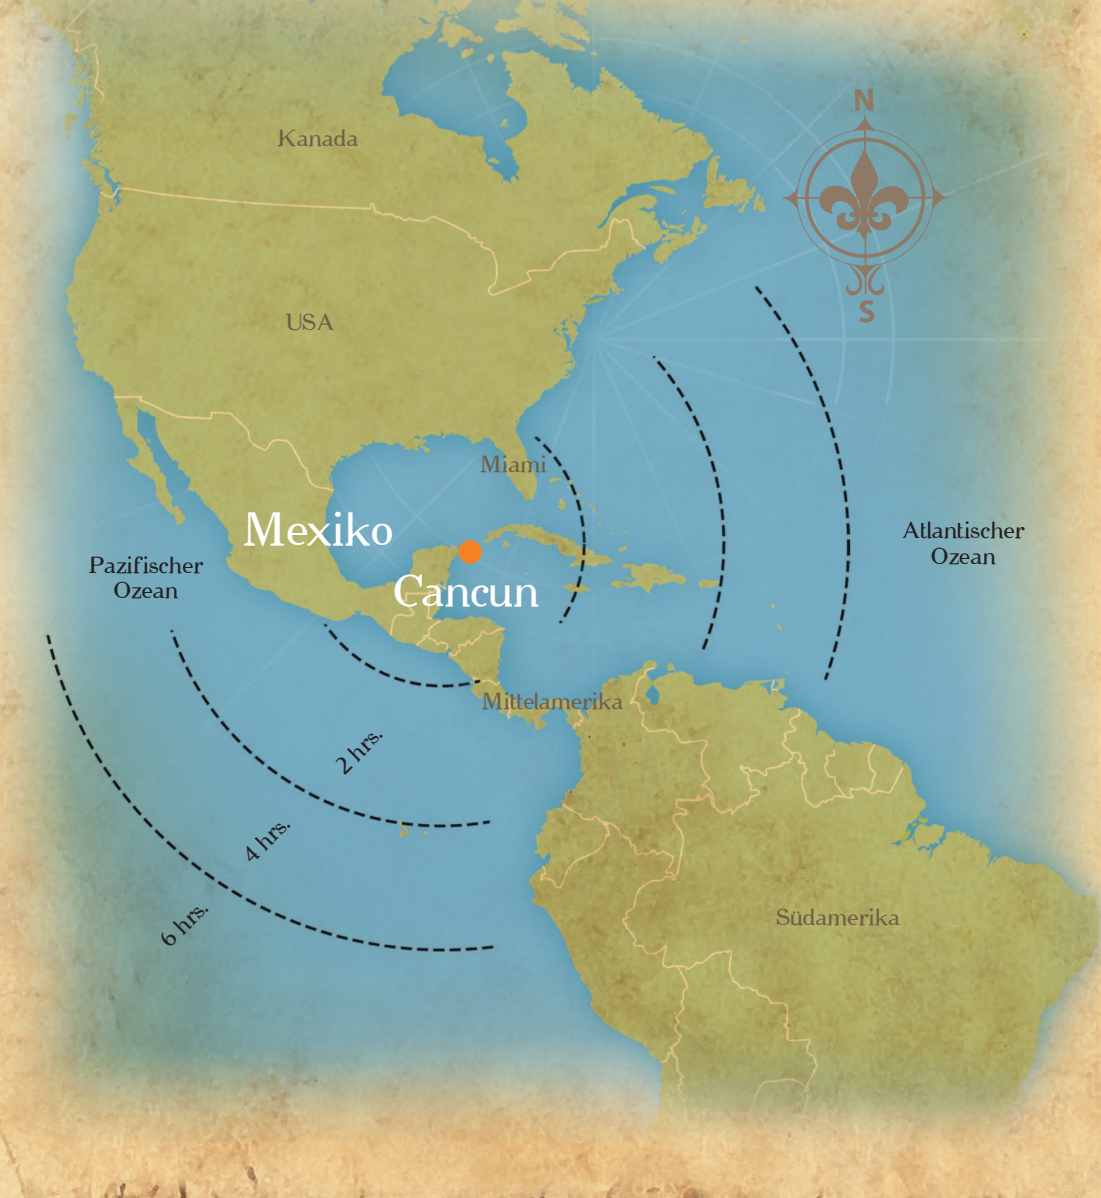 N
Kanada
S
USA
Miami
Mexiko
Atlantischer
Ozean
Pazifischer
Ozean
Cancun
Mittelamerika
2 hrs.
4 hrs.
6 hrs.
Südamerika